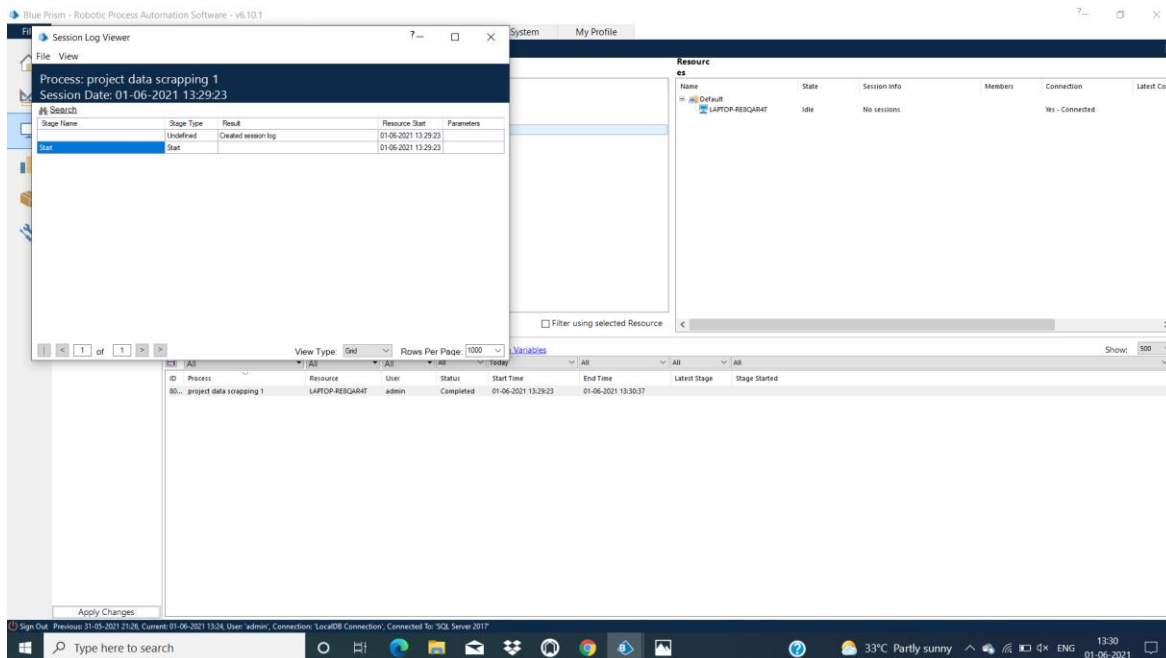 Blue Prism - Robotic Process Automation Software - v6.10.1
System My Profile
Session Log Viewer
File View
Process: project data scrapping 1
Session Date: 01-06-2021 13:29:23
Search
Stage Name Stage Type Result Resource Start Parameters
Undefined Created session log 01-06-2021 13:29:23
Start Start 01-06-2021 13:29:23
1 of 1 View Type: Grid Rows Per Page: 1000
Resourc
es
Name State Session Info Members Connection Latest Co
Default
LAPTOP-RE8QAR4T Idle No sessions Yes - Connected
Filter using selected Resource
Variables Show: 500
All All All All Today All All All
ID Process Resource User Status Start Time End Time Latest Stage Stage Started
80... project data scrapping 1 LAPTOP-RE8QAR4T admin Completed 01-06-2021 13:29:23 01-06-2021 13:30:37
Apply Changes
Sign Out Previous: 31-05-2021 21:26, Current: 01-06-2021 13:24, User: 'admin', Connection: 'LocalDB Connection', Connected To: 'SQL Server 2017'
Type here to search 33°C Partly sunny ENG 13:30
01-06-2021